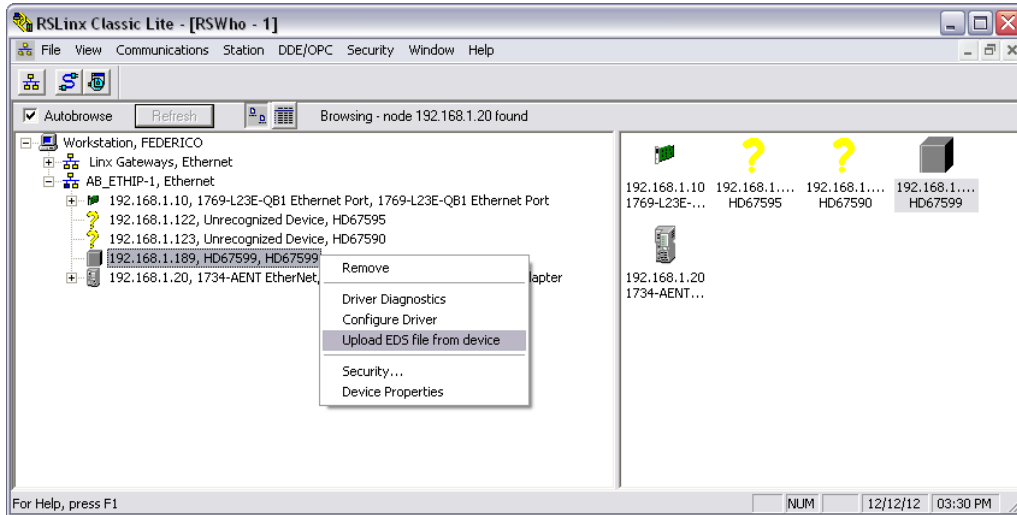 RSLinx Classic Lite - [RSWho - 1]
File View Communications Station DDE/OPC Security Window Help
Autobrowse Refresh Browsing - node 192.168.1.20 found
Workstation, FEDERICO
Linx Gateways, Ethernet
AB_ETHIP-1, Ethernet
192.168.1.10, 1769-L23E-QB1 Ethernet Port, 1769-L23E-QB1 Ethernet Port
192.168.1.122, Unrecognized Device, HD67595
192.168.1.123, Unrecognized Device, HD67590
192.168.1.189, HD67599, HD67599
192.168.1.20, 1734-AENT EtherNet, lapter
Remove
Driver Diagnostics
Configure Driver
Upload EDS file from device
Security...
Device Properties
192.168.1.10 192.168.1.... 192.168.1.... 192.168.1....
1769-L23E-... HD67595 HD67590 HD67599
192.168.1.20
1734-AENT...
For Help, press F1 NUM 12/12/12 03:30 PM